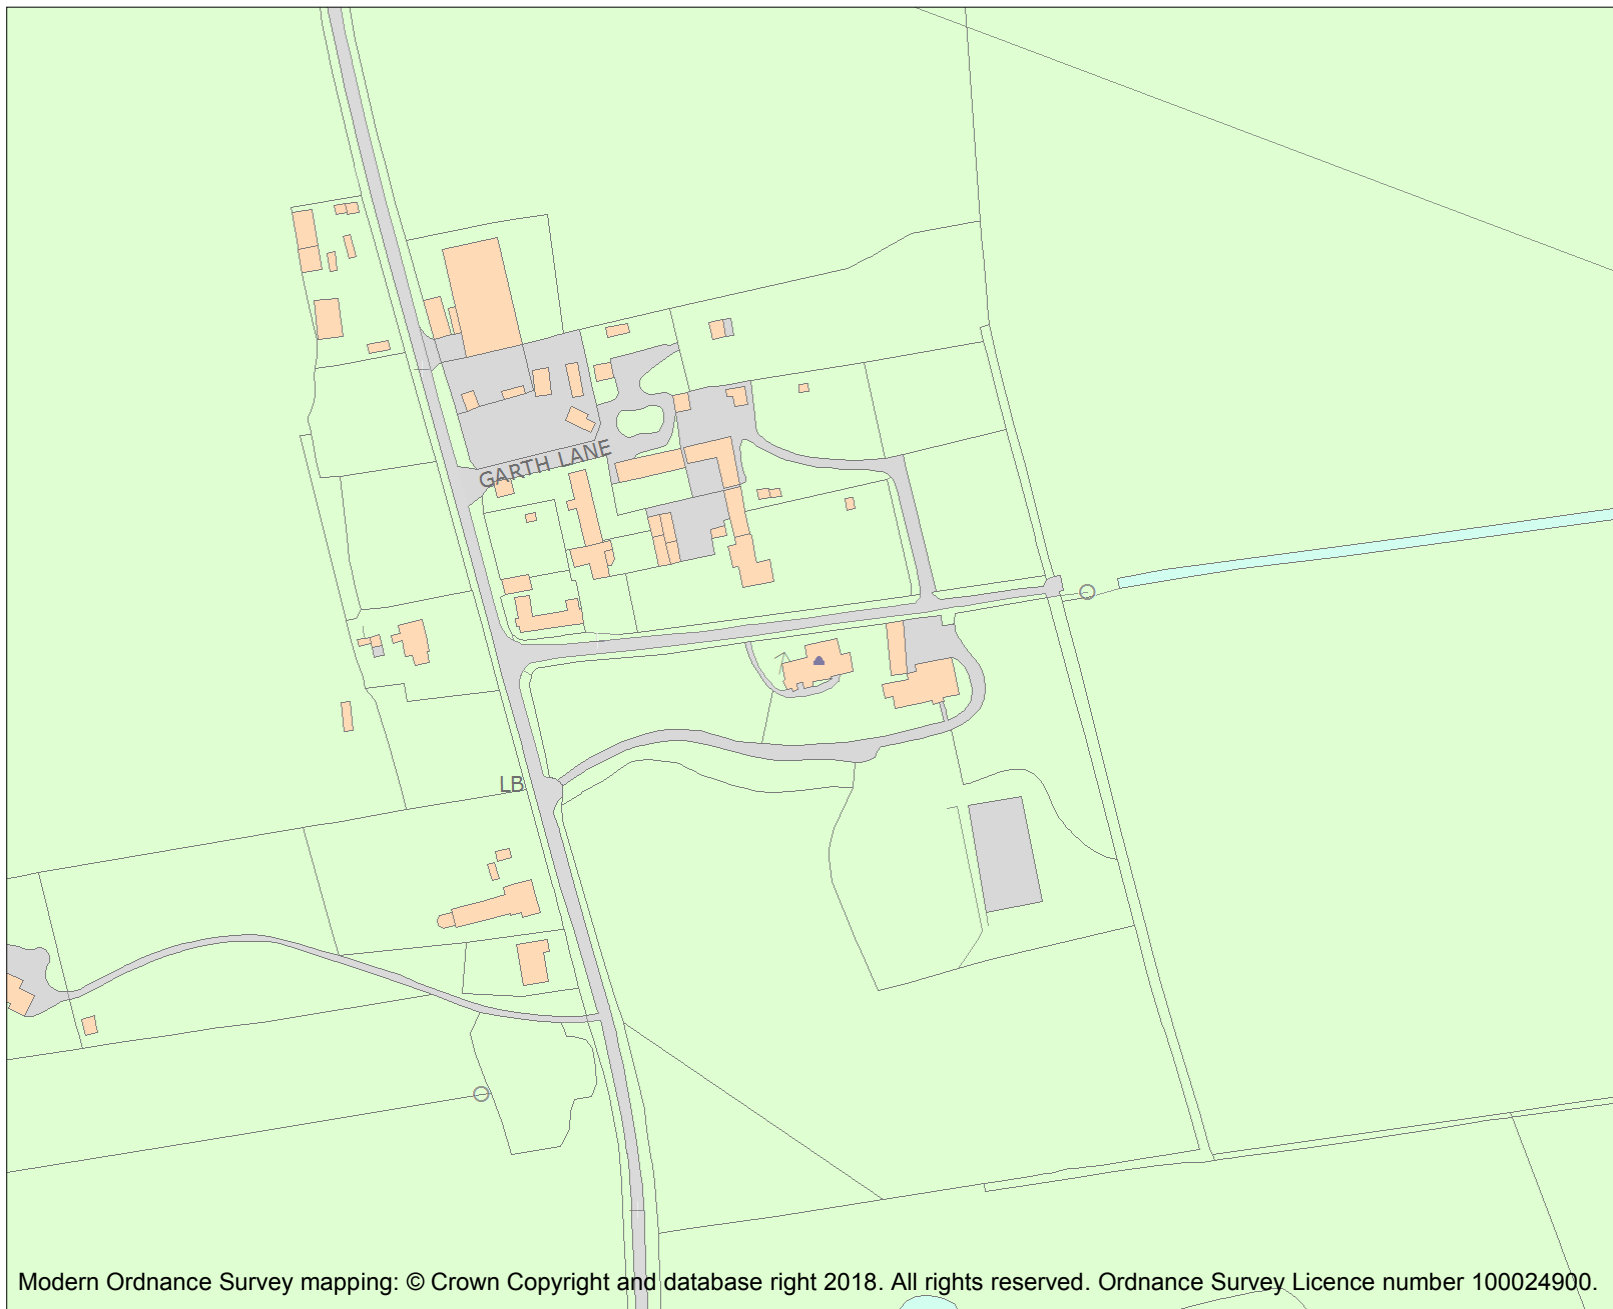 GARTH LANE
LB
Modern Ordnance Survey mapping: © Crown Copyright and database right 2018. All rights reserved. Ordnance Survey Licence number 100024900.